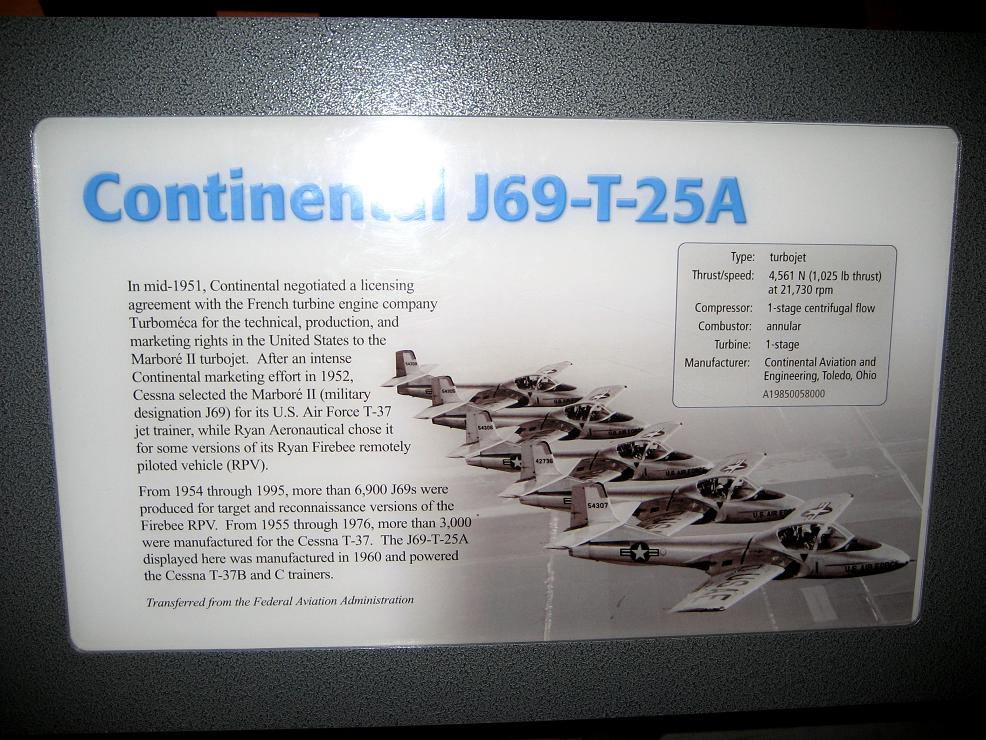 Continental J69-T-25A
In mid-1951, Continental negotiated a licensing
agreement with the French turbine engine company
Turboméca for the technical, production, and
marketing rights in the United States to the
Marboré II turbojet. After an intense
Continental marketing effort in 1952,
Cessna selected the Marboré II (military
designation J69) for its U.S. Air Force T-37
jet trainer, while Ryan Aeronautical chose it
for some versions of its Ryan Firebee remotely
piloted vehicle (RPV).
From 1954 through 1995, more than 6,900 J69s were
produced for target and reconnaissance versions of the
Firebee RPV. From 1955 through 1976, more than 3,000
were manufactured for the Cessna T-37. The J69-T-25A
displayed here was manufactured in 1960 and powered
the Cessna T-37B and C trainers.
Transferred from the Federal Aviation Administration
Type: turbojet
Thrust/speed: 4,561 N (1,025 lb thrust)
at 21,730 rpm
Compressor: 1-stage centrifugal flow
Combustor: annular
Turbine: 1-stage
Manufacturer: Continental Aviation and
Engineering, Toledo, Ohio
A19850058000
54307
U.S. AIR FORCE